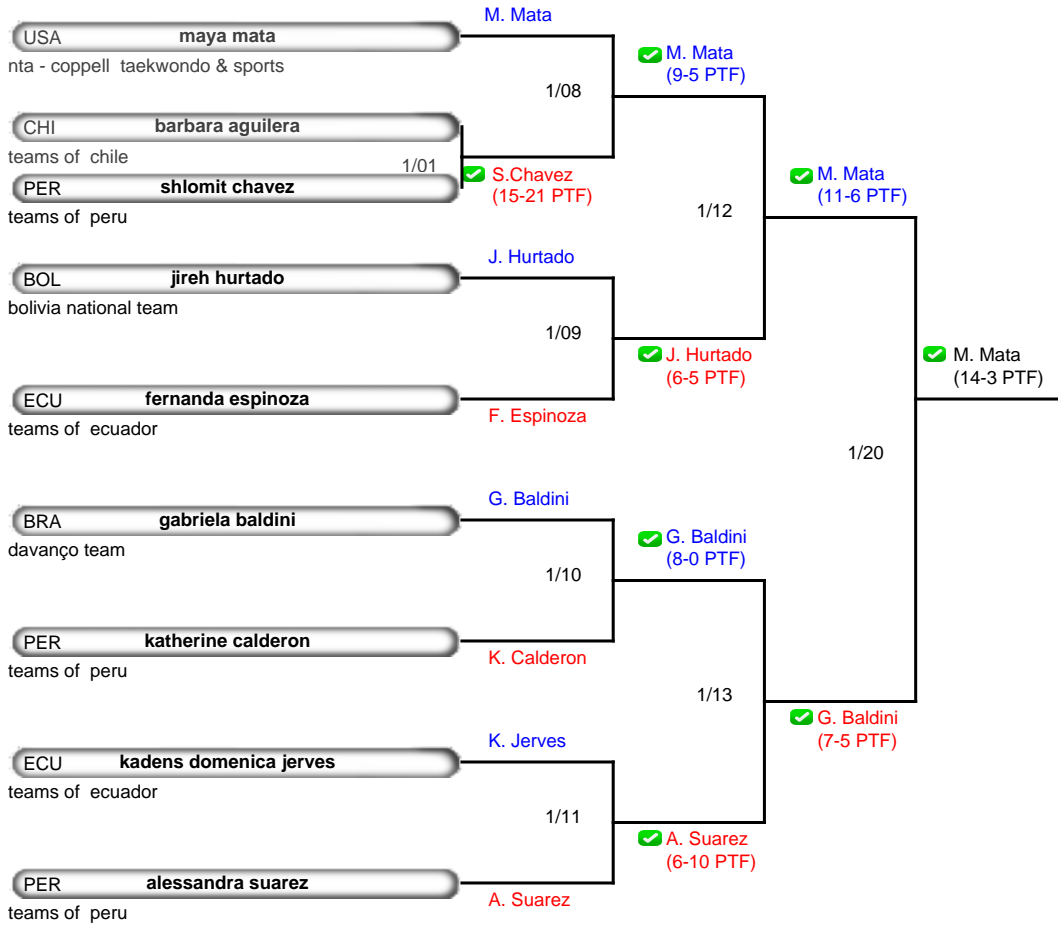 M. Mata
USA maya mata
nta - coppell taekwondo & sports
M. Mata
(9-5 PTF)
1/08
CHI barbara aguilera
teams of chile
1/01
S.Chavez
(15-21 PTF)
PER shlomit chavez
teams of peru
M. Mata
(11-6 PTF)
1/12
J. Hurtado
BOL jireh hurtado
bolivia national team
1/09
J. Hurtado
(6-5 PTF)
M. Mata
(14-3 PTF)
ECU fernanda espinoza
F. Espinoza
teams of ecuador
1/20
G. Baldini
BRA gabriela baldini
davanço team
G. Baldini
(8-0 PTF)
1/10
PER katherine calderon
K. Calderon
teams of peru
1/13
G. Baldini
(7-5 PTF)
K. Jerves
ECU kadens domenica jerves
teams of ecuador
1/11
A. Suarez
(6-10 PTF)
PER alessandra suarez
A. Suarez
teams of peru